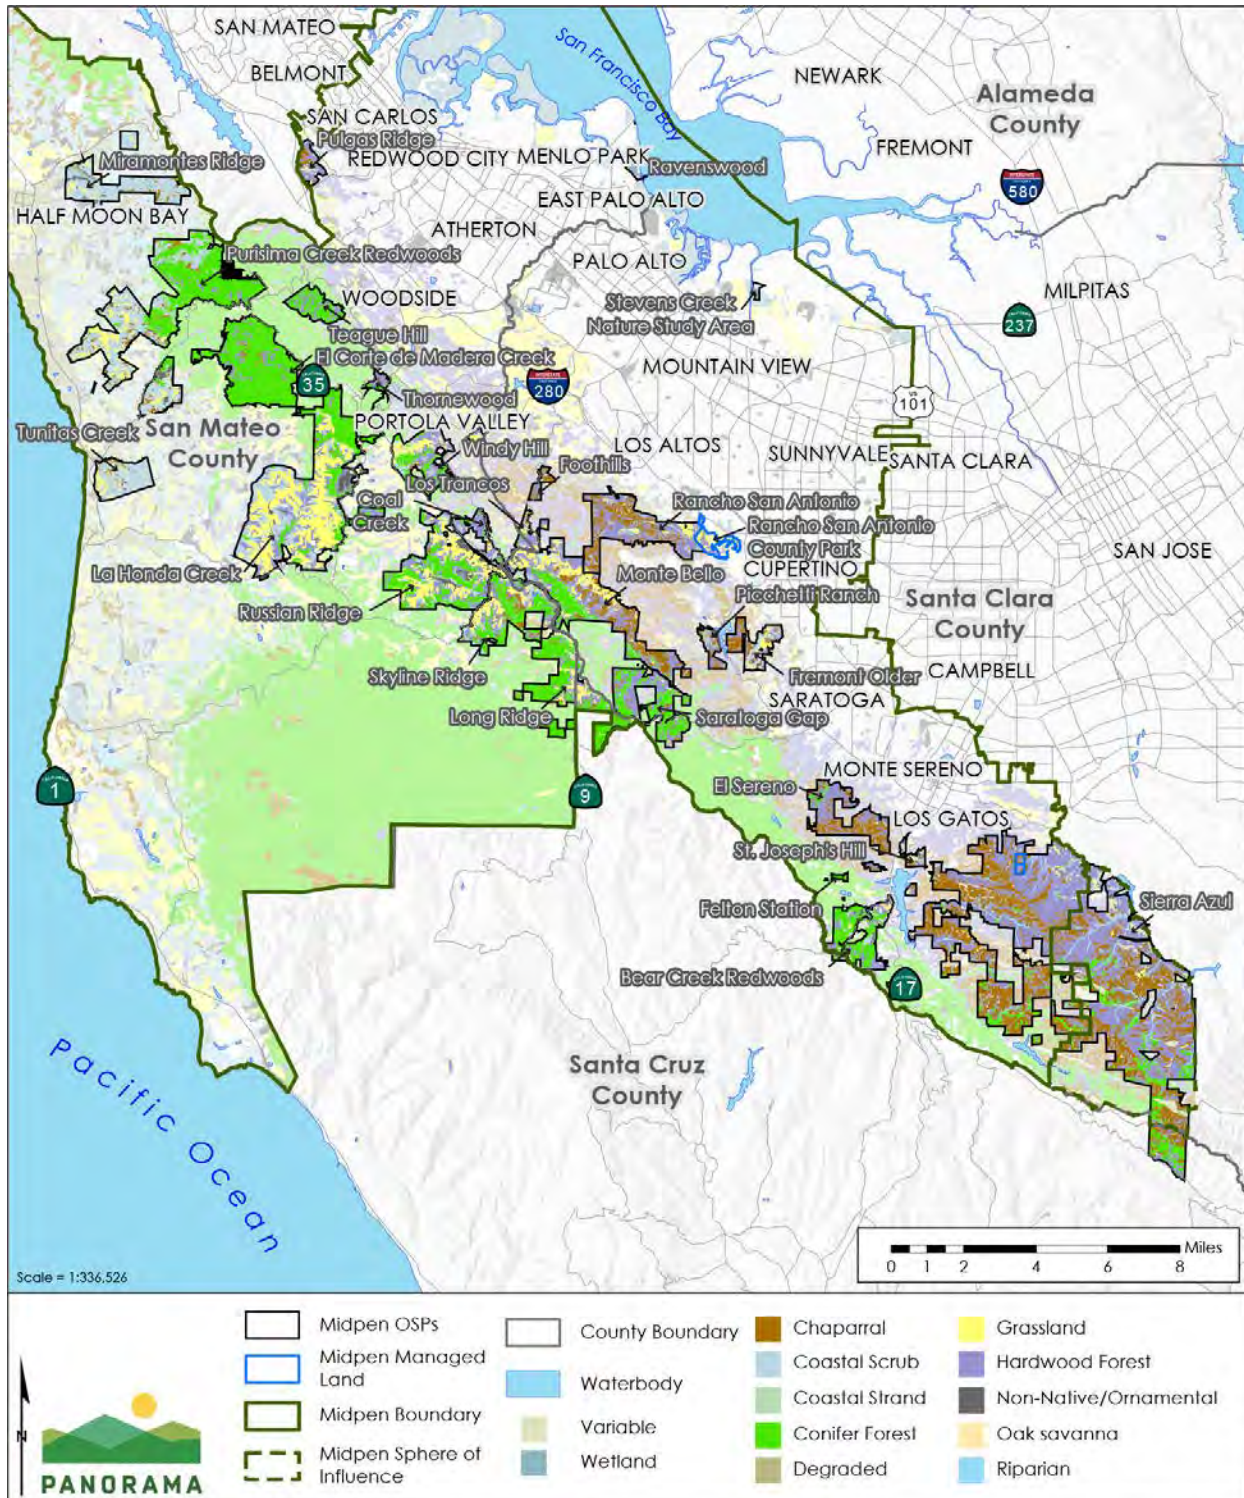 SAN MATEO
BELMONT
San Francisco Bay
NEWARK
Alameda
County
SAN CARLOS
Pulgas Ridge
REDWOOD CITY
MENLO PARK
Ravenswood
FREMONT
INTERSTATE
580
Miramontes Ridge
EAST PALO ALTO
HALF MOON BAY
ATHERTON
Purisima Creek Redwoods
PALO ALTO
WOODSIDE
Stevens Creek
Nature Study Area
MILPITAS
237
Teague Hill
El Corte de Madera Creek
35
MOUNTAIN VIEW
INTERSTATE
280
Thornewood
US
101
San Mateo
County
PORTOLA VALLEY
Tunitas Creek
Windy Hill
LOS ALTOS
SUNNYVALE
SANTA CLARA
Foothills
Los Trancos
Coal
Creek
Rancho San Antonio
Rancho San Antonio
County Park
SAN JOSE
La Honda Creek
Monte Bello
CUPERTINO
Picchetti Ranch
Russian Ridge
Santa Clara
County
Skyline Ridge
Fremont Older
CAMPBELL
SARATOGA
Long Ridge
Saratoga Gap
CALIFORNIA
1
9
El Sereno
MONTE SERENO
LOS GATOS
St. Joseph's Hill
Sierra Azul
Felton Station
Bear Creek Redwoods
17
Pacific Ocean
Santa Cruz
County
Scale = 1:336,526
Miles
0 1 2 4 6 8
Midpen OSPs
Midpen Managed
Land
Midpen Boundary
Midpen Sphere of
Influence
County Boundary
Waterbody
Variable
Wetland
Chaparral
Coastal Scrub
Coastal Strand
Conifer Forest
Degraded
Grassland
Hardwood Forest
Non-Native/Ornamental
Oak savanna
Riparian
N
PANORAMA